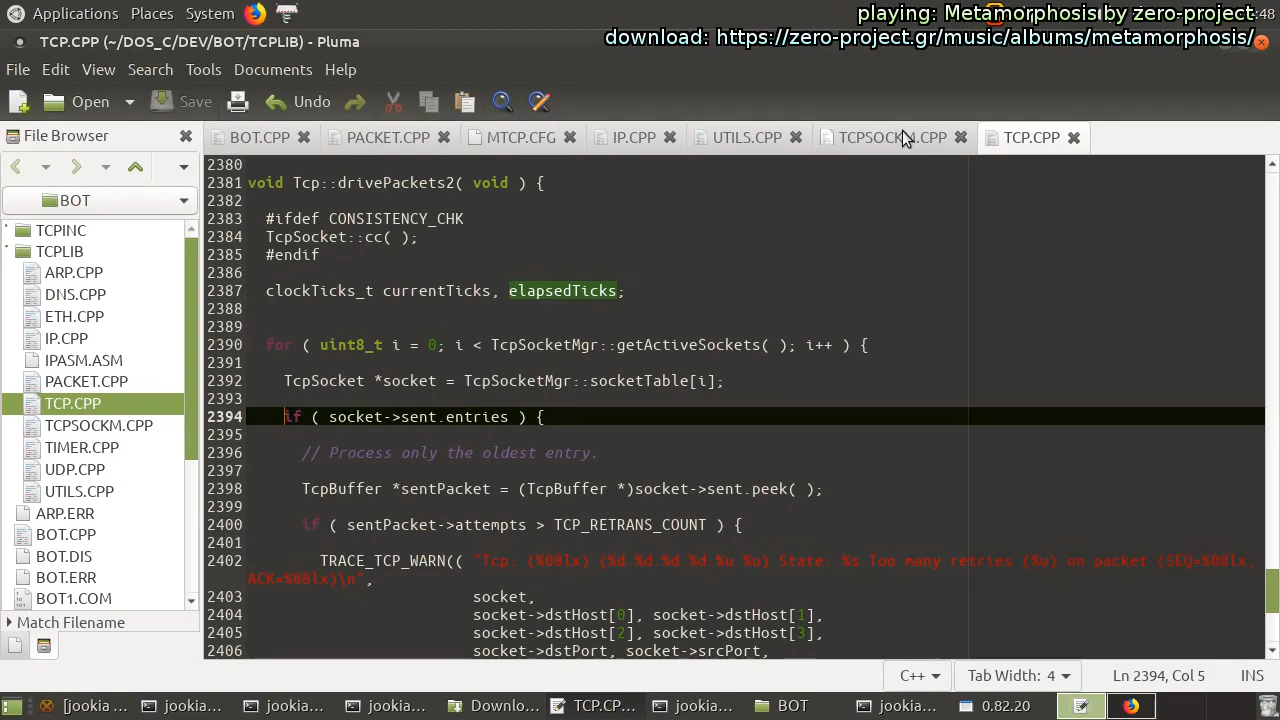 Applications Places System
:48
playing: Metamorphosis by zero-project
download: https://zero-project.gr/music/albums/metamorphosis/
TCP.CPP (~/DOS_C/DEV/BOT/TCPLIB) - Pluma
File Edit View Search Tools Documents Help
Open Save Undo
File Browser
BOT.CPP PACKET.CPP MTCP.CFG IP.CPP UTILS.CPP TCPSOCKM.CPP TCP.CPP
BOT
TCPINC
TCPLIB
ARP.CPP
DNS.CPP
ETH.CPP
IP.CPP
IPASM.ASM
PACKET.CPP
TCP.CPP
TCPSOCKM.CPP
TIMER.CPP
UDP.CPP
UTILS.CPP
ARP.ERR
BOT.CPP
BOT.DIS
BOT.ERR
BOT1.COM
Match Filename
2380
2381 void Tcp::drivePackets2( void ) {
2382
2383 #ifdef CONSISTENCY_CHK
2384 TcpSocket::cc( );
2385 #endif
2386
2387 clockTicks_t currentTicks, elapsedTicks;
2388
2389
2390 for ( uint8_t i = 0; i < TcpSocketMgr::getActiveSockets( ); i++ ) {
2391
2392 TcpSocket *socket = TcpSocketMgr::socketTable[i];
2393
2394 if ( socket->sent.entries ) {
2395
2396 // Process only the oldest entry.
2397
2398 TcpBuffer *sentPacket = (TcpBuffer *)socket->sent.peek( );
2399
2400 if ( sentPacket->attempts > TCP_RETRANS_COUNT ) {
2401
2402 TRACE_TCP_WARN(( "Tcp: (%08lx) (%d.%d.%d.%d:%u %u) State: %s Too many retries (%u) on packet (SEQ=%08lx,
ACK=%08lx)\n",
2403 socket,
2404 socket->dstHost[0], socket->dstHost[1],
2405 socket->dstHost[2], socket->dstHost[3],
2406 socket->dstPort, socket->srcPort,
C++ Tab Width: 4 Ln 2394, Col 5 INS
[jookia ... jookia... jookia... jookia... Downlo... TCP.CP... jookia... BOT jookia... 0.82.20